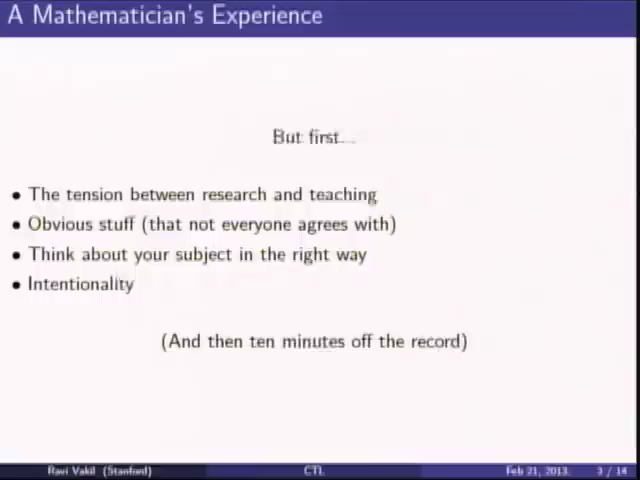 A Mathematician's Experience
But first...
• The tension between research and teaching
• Obvious stuff (that not everyone agrees with)
• Think about your subject in the right way
• Intentionality
(And then ten minutes off the record)
Ravi Vakil (Stanford) CTL Feb 21, 2013 3 / 14